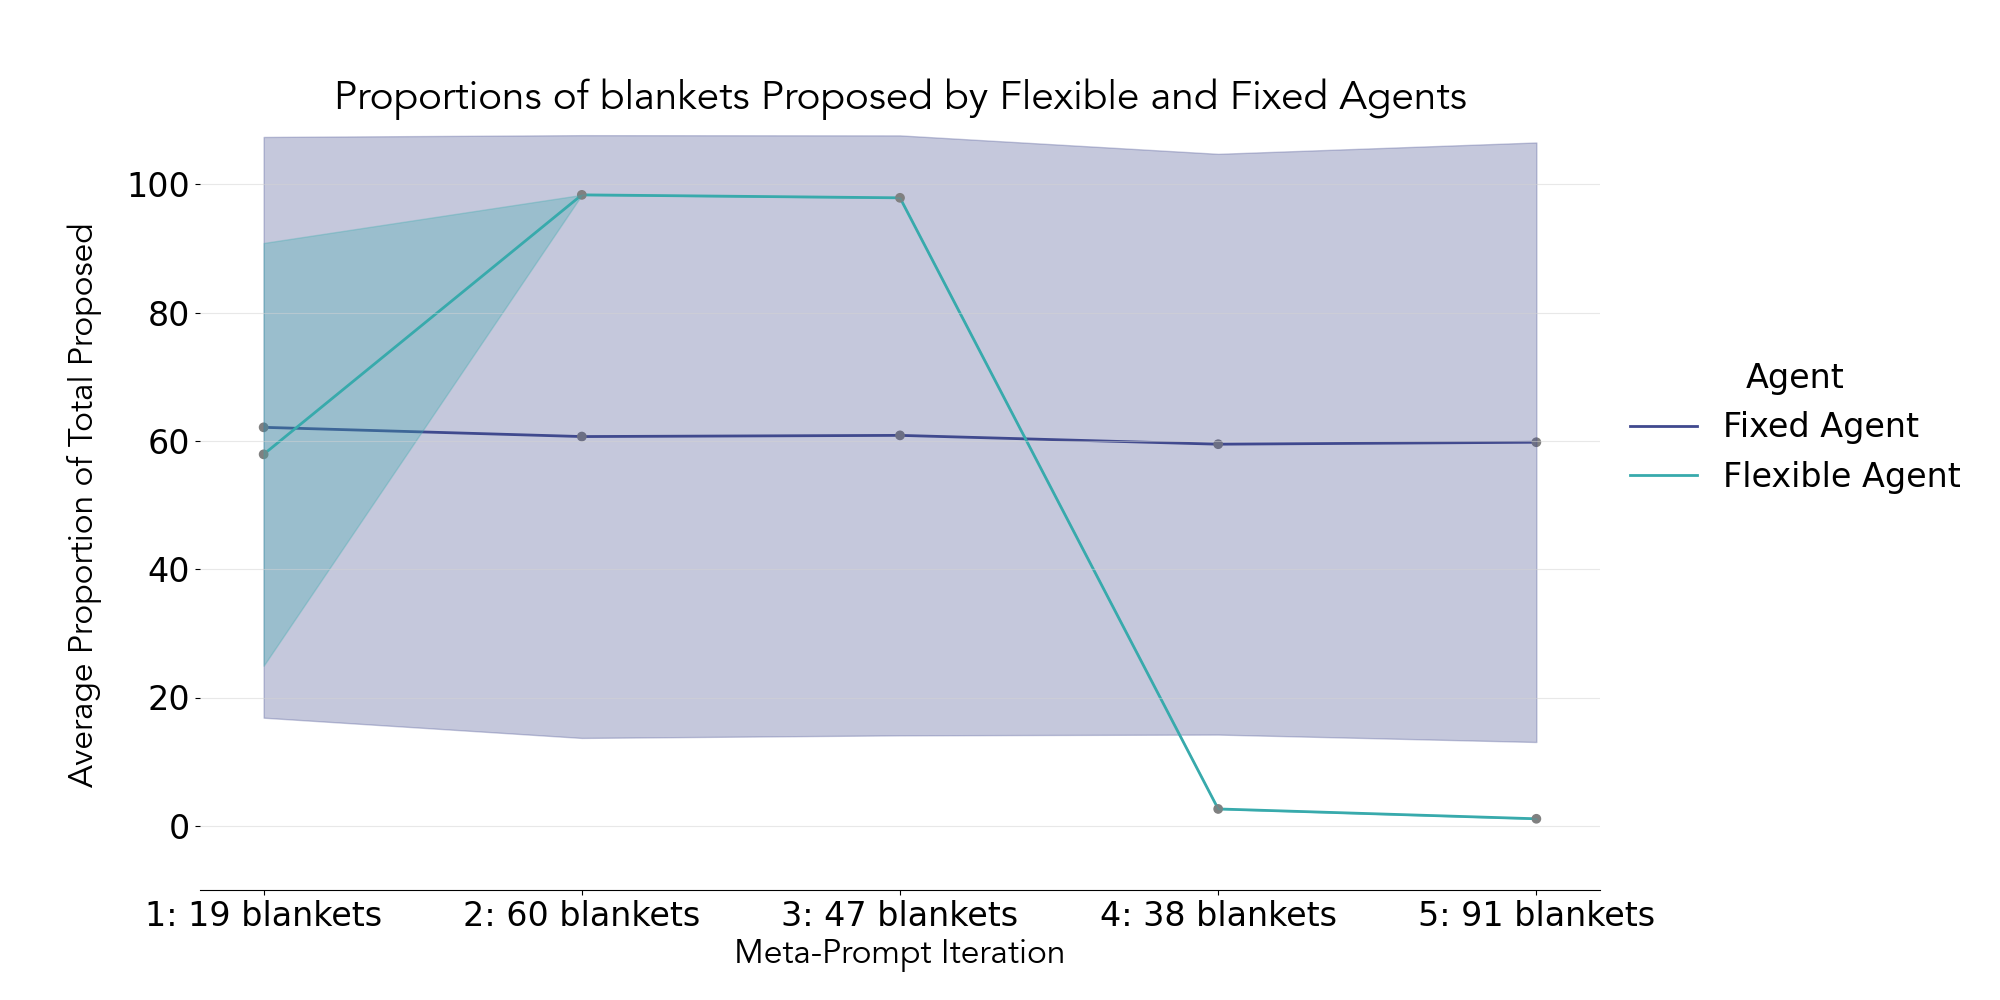 Proportions of blankets Proposed by Flexible and Fixed Agents
Average Proportion of Total Proposed
100
80
60
40
20
0
1: 19 blankets
2: 60 blankets
3: 47 blankets
4: 38 blankets
5: 91 blankets
Meta-Prompt Iteration
Agent
Fixed Agent
Flexible Agent